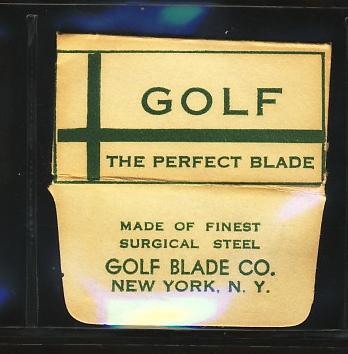 GOLF
THE PERFECT BLADE
MADE OF FINEST
SURGICAL STEEL
GOLF BLADE CO.
NEW YORK, N. Y.